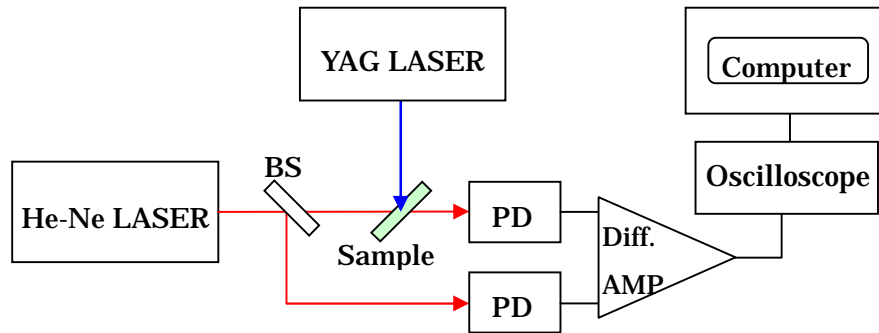 YAG LASER
Computer
BS
Oscilloscope
He-Ne LASER
PD
Diff.
Sample
AMP
PD